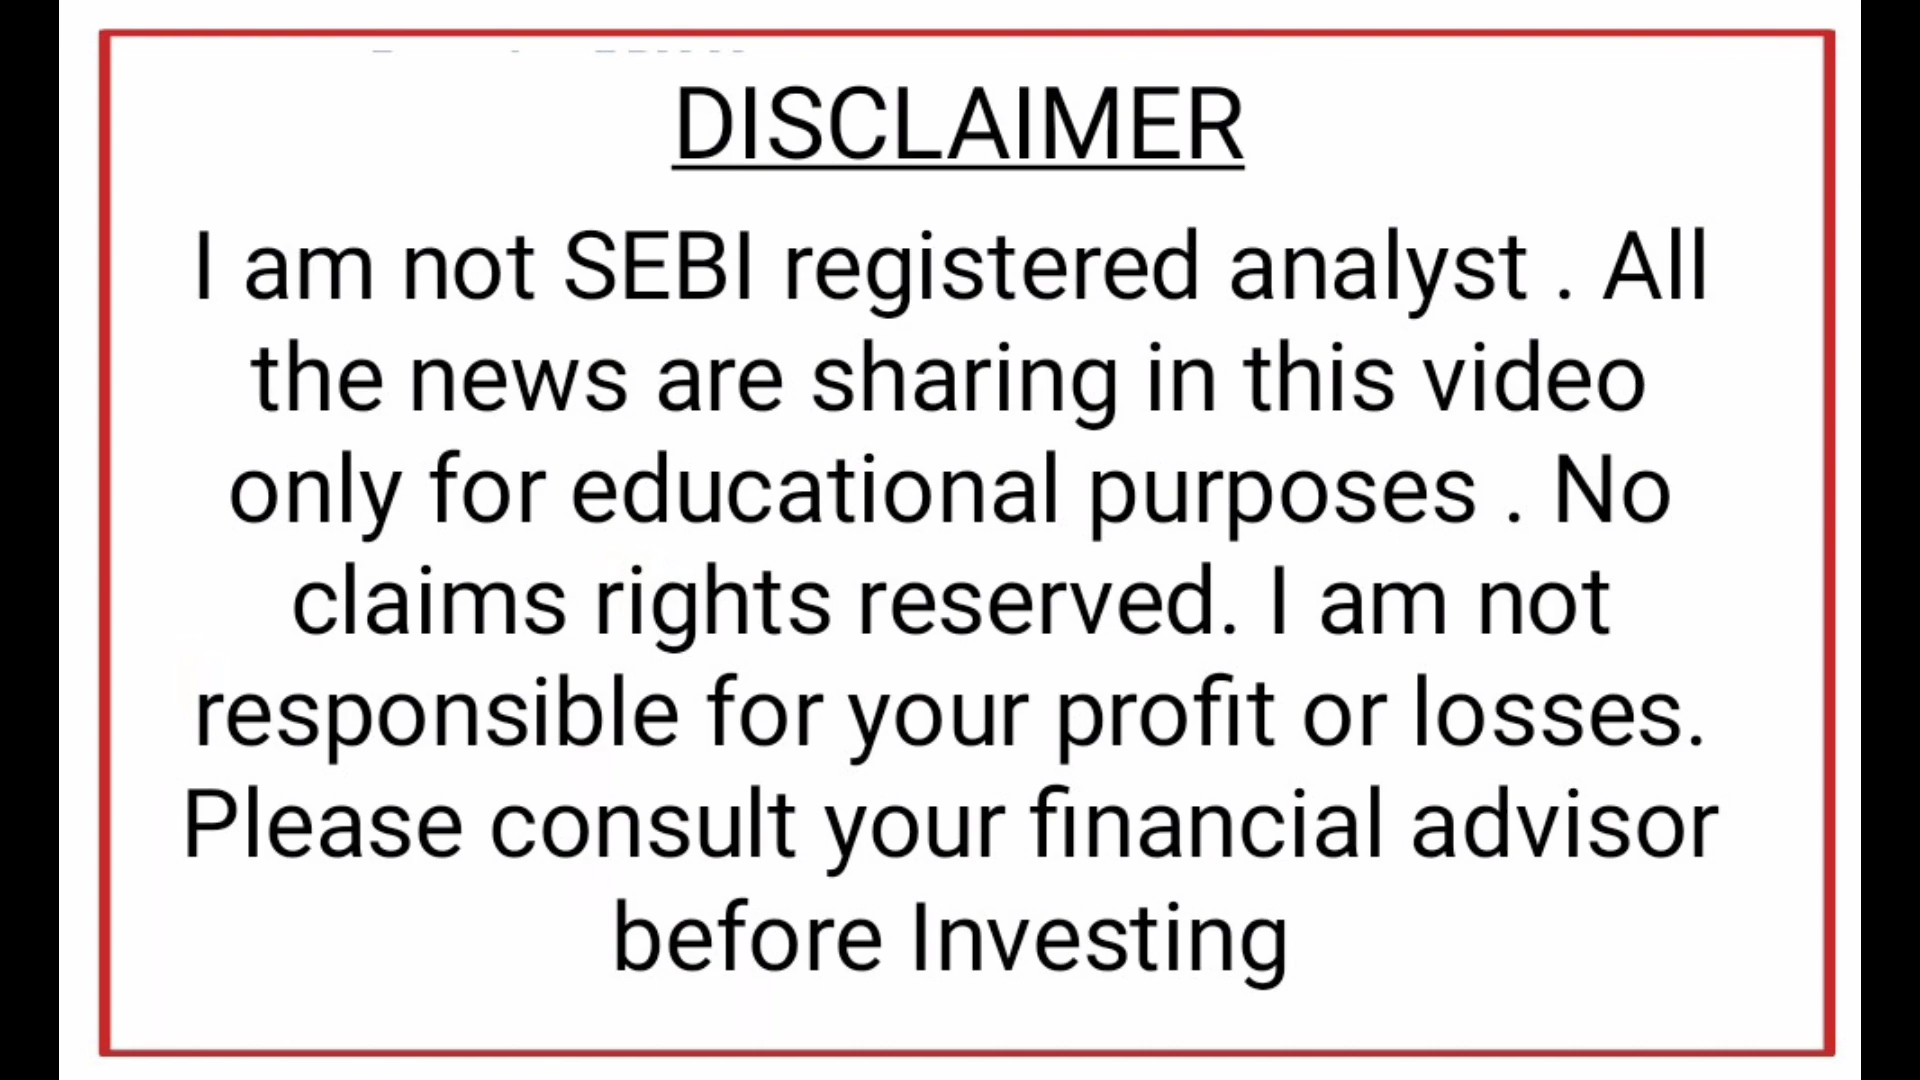 DISCLAIMER
I am not SEBI registered analyst . All
the news are sharing in this video
only for educational purposes . No
claims rights reserved. I am not
responsible for your profit or losses.
Please consult your financial advisor
before Investing